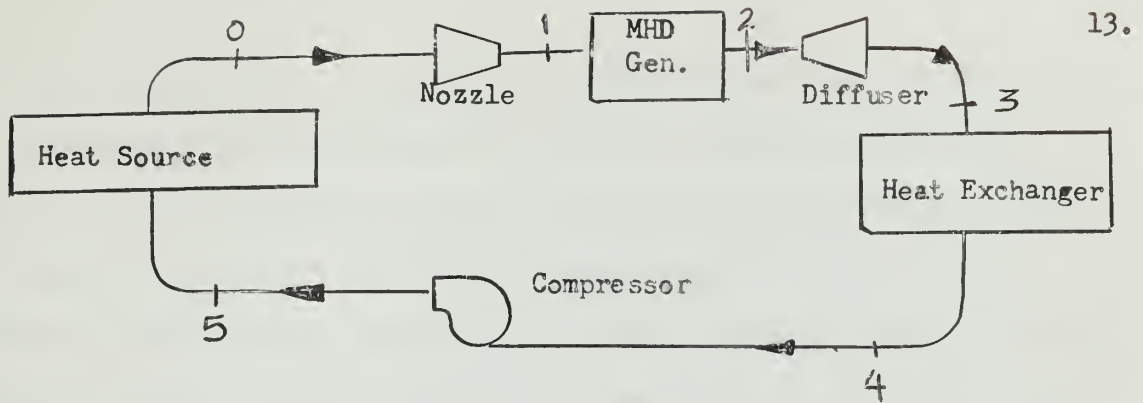 13.
0
1
2
MHD
Gen.
Nozzle
Diffuser
3
Heat Source
Heat Exchanger
Compressor
5
4